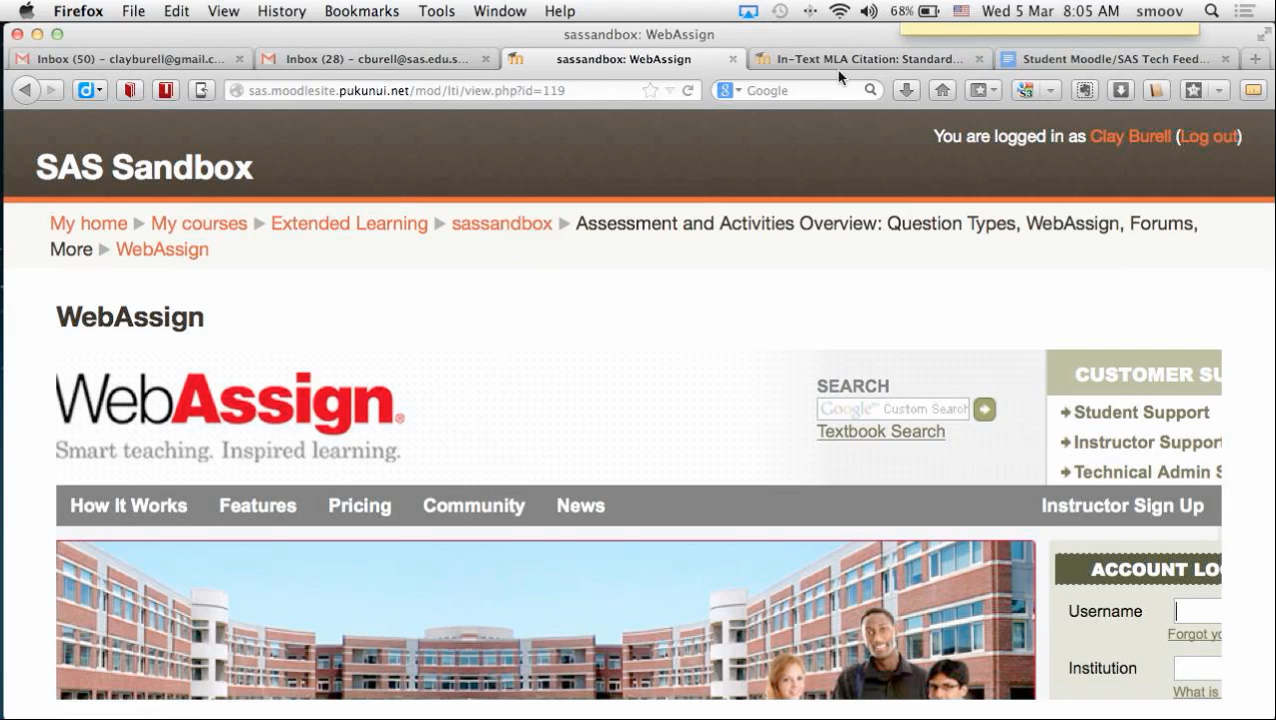 Firefox File Edit View History Bookmarks Tools Window Help 68% Wed 5 Mar 8:05 AM smoov
sassandbox: WebAssign
Inbox (50) – clayburell@gmail.c... Inbox (28) – cburell@sas.edu.s... sassandbox: WebAssign In-Text MLA Citation: Standard... Student Moodle/SAS Tech Feed...
sas.moodlesite.pukunui.net/mod/lti/view.php?id=119 Google
You are logged in as Clay Burell (Log out)
SAS Sandbox
My home My courses Extended Learning sassandbox Assessment and Activities Overview: Question Types, WebAssign, Forums,
More WebAssign
WebAssign
WebAssign®
Smart teaching. Inspired learning.
SEARCH
Google™ Custom Search
Textbook Search
CUSTOMER SU
Student Support
Instructor Support
Technical Admin S
How It Works Features Pricing Community News Instructor Sign Up
ACCOUNT LO
Username
Forgot yo
Institution
What is